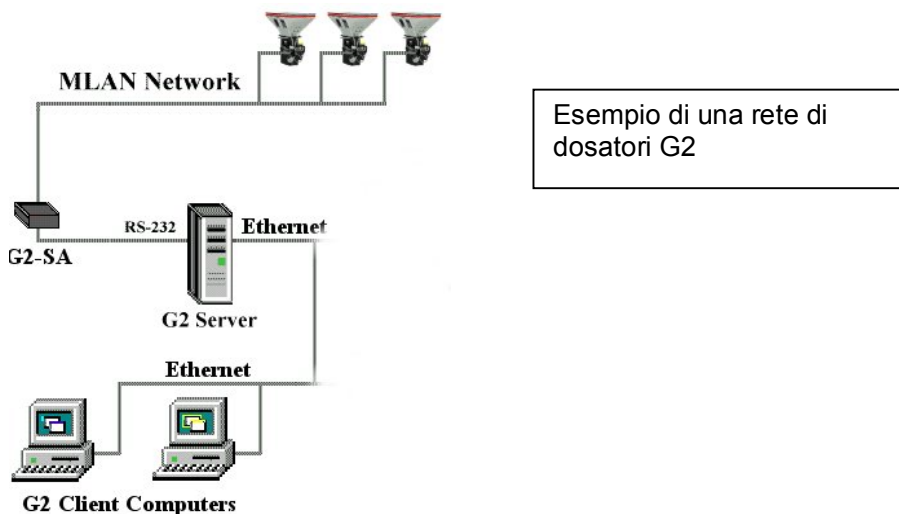 MLAN Network
Esempio di una rete di
dosatori G2
RS-232
Ethernet
G2-SA
G2 Server
Ethernet
G2 Client Computers